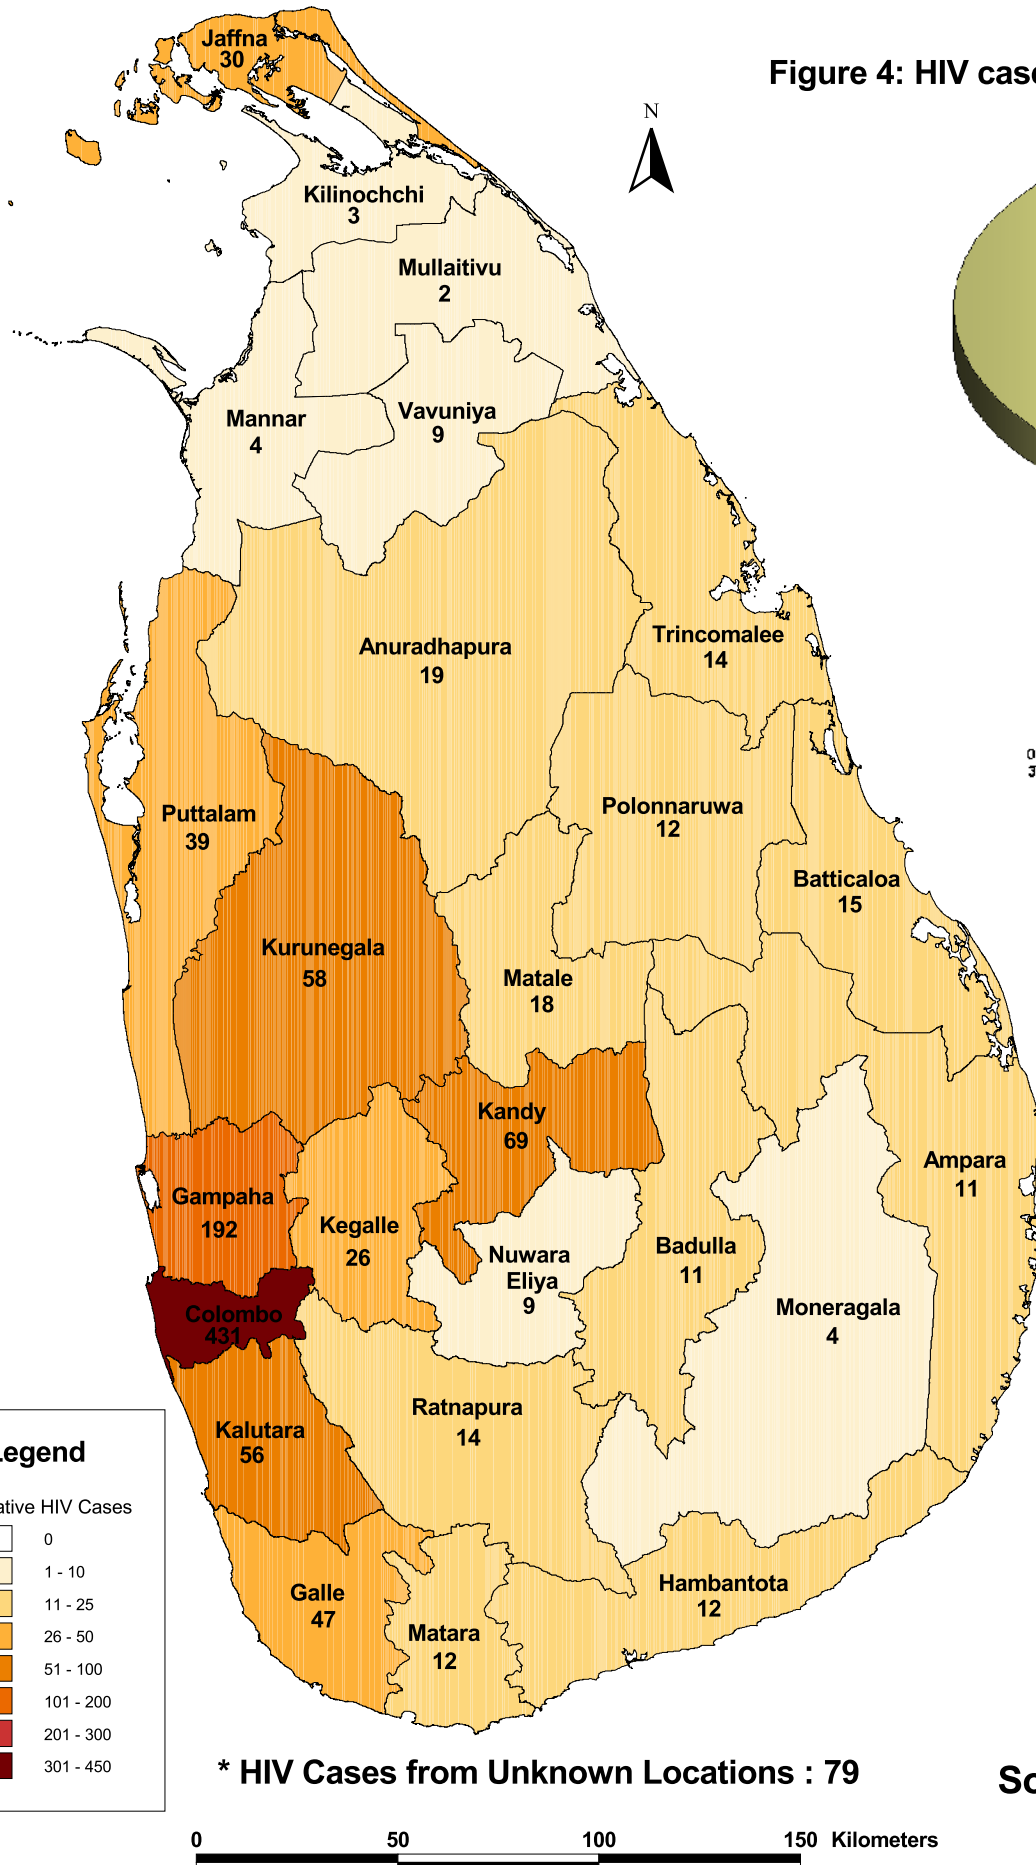 Jaffna
30
Figure 4: HIV cas
N
Kilinochchi
3
Mullaitivu
2
Mannar
4
Vavuniya
9
Anuradhapura
19
Trincomalee
14
Puttalam
39
Polonnaruwa
12
Batticaloa
15
Kurunegala
58
Matale
18
Kandy
69
Ampara
11
Gampaha
192
Kegalle
26
Nuwara
Eliya
9
Badulla
11
Colombo
431
Moneragala
4
Ratnapura
14
Kalutara
56
Legend
ative HIV Cases
0
1 - 10
11 - 25
26 - 50
51 - 100
101 - 200
201 - 300
301 - 450
Galle
47
Matara
12
Hambantota
12
* HIV Cases from Unknown Locations : 79
So
0 50 100 150 Kilometers